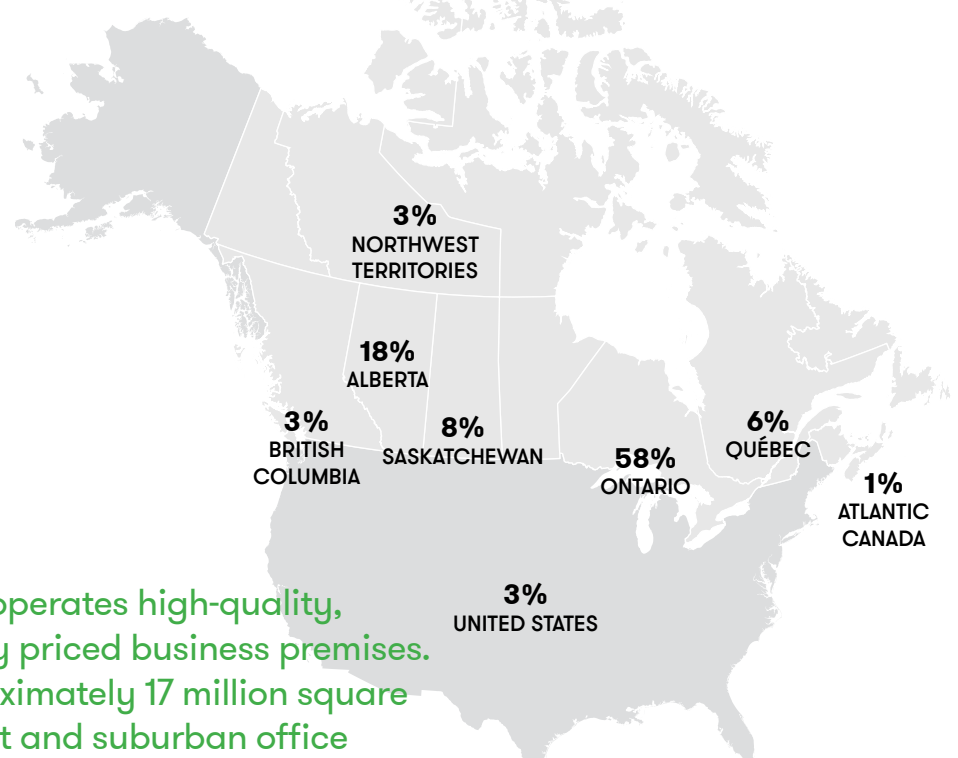 3%
NORTHWEST
TERRITORIES
18%
ALBERTA
3%
BRITISH
COLUMBIA
8%
SASKATCHEWAN
58%
ONTARIO
6%
QUÉBEC
1%
ATLANTIC
CANADA
3%
UNITED STATES
operates high-quality,
priced business premises.
17 million square
and suburban office